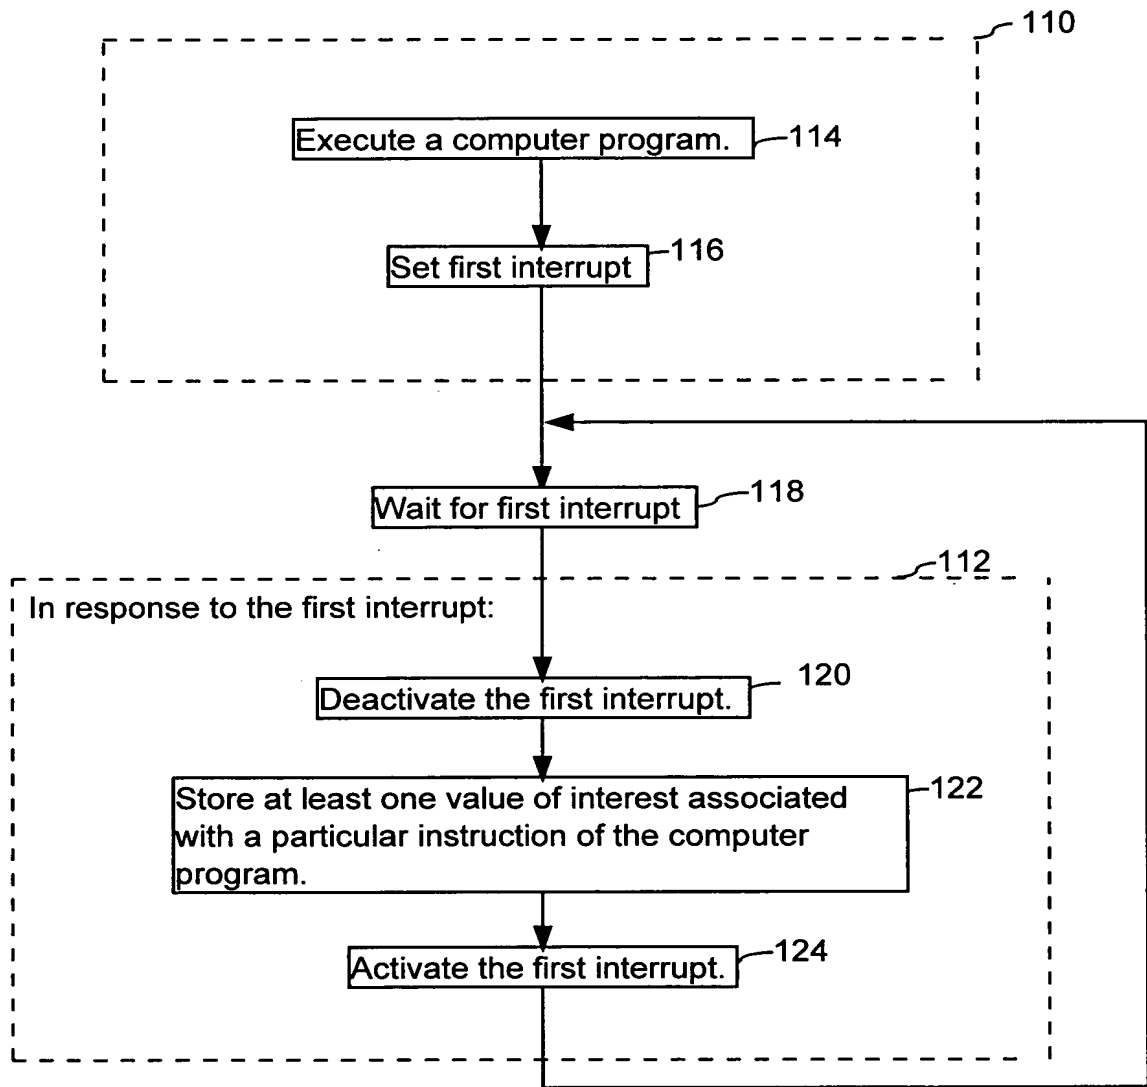 110
Execute a computer program.
114
Set first interrupt
116
Wait for first interrupt
118
112
In response to the first interrupt:
Deactivate the first interrupt.
120
Store at least one value of interest associated
with a particular instruction of the computer
program.
122
Activate the first interrupt.
124